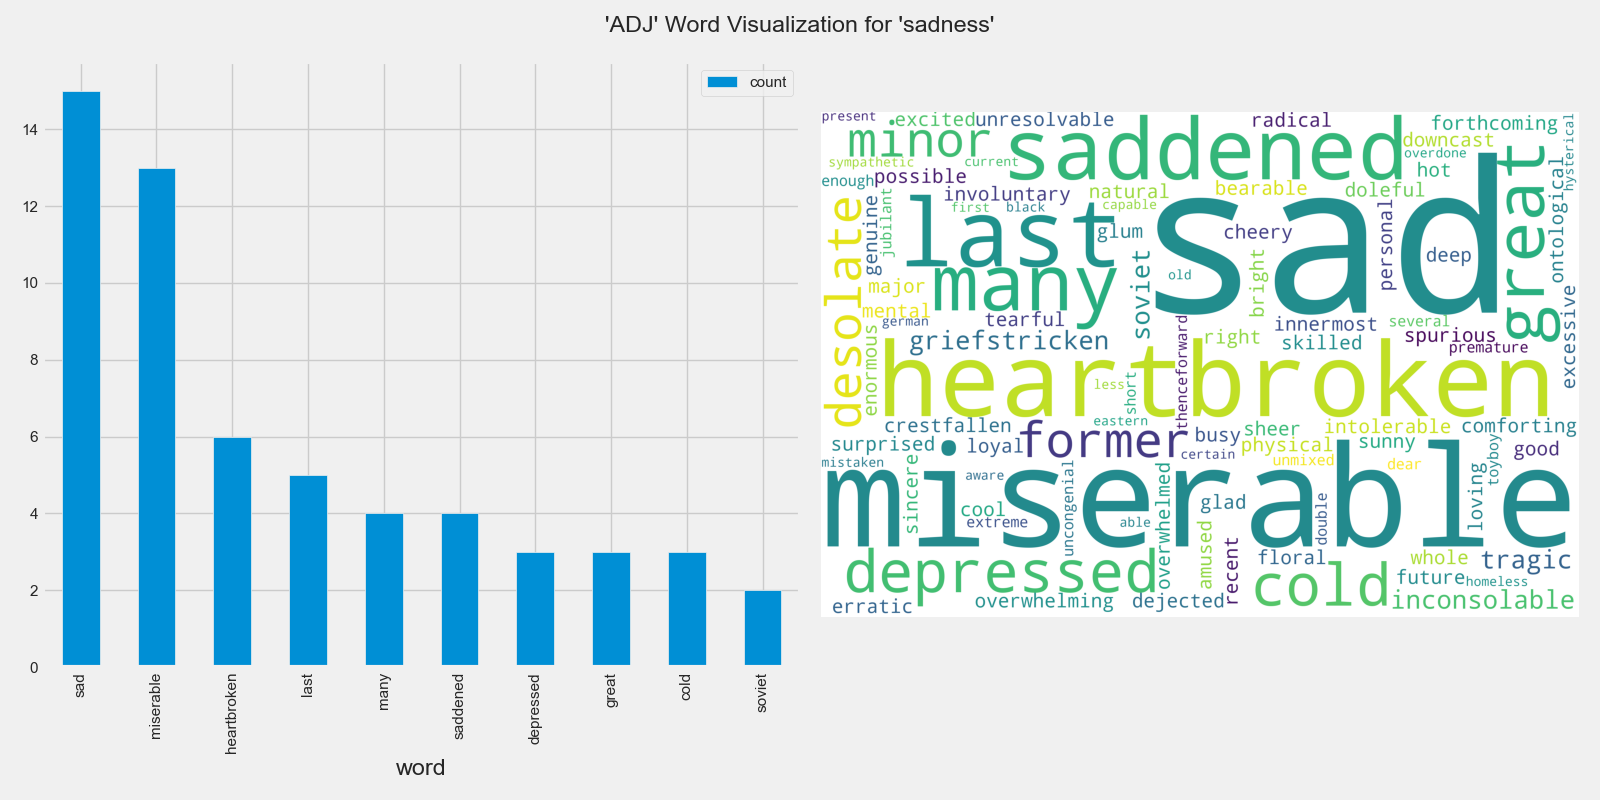 'ADJ' Word Visualization for 'sadness'
count
14
12
10
8
6
4
2
0
sad
miserable
heartbroken
last
many
saddened
depressed
great
cold
soviet
word
present
excited
unresolvable
radical
forthcoming
minor
saddened
downcast
hysterical
sympathetic
current
overdone
hot
great
enough
possible
involuntary
natural
bearable
doleful
ontological
desolate
genuine
jubilant
last
first
black
capable
glum
sad
cheery
personal
deep
major
many
soviet
old
bright
mental
german
tearful
innermost
several
excessive
enormous
griefstricken
thenceforward
right
skilled
spurious
premature
heartbroken
less
short
eastern
crestfallen
former
sheer
intolerable
comforting
surprised
loyal
busy
physical
sunny
toyboy
good
mistaken
certain
unmixed
dear
miserable
aware
sincere
uncongenial
overwhelmed
cool
extreme
able
glad
double
loving
depressed
amused
recent
floral
whole
tragic
cold
future
homeless
erratic
overwhelming
dejected
inconsolable